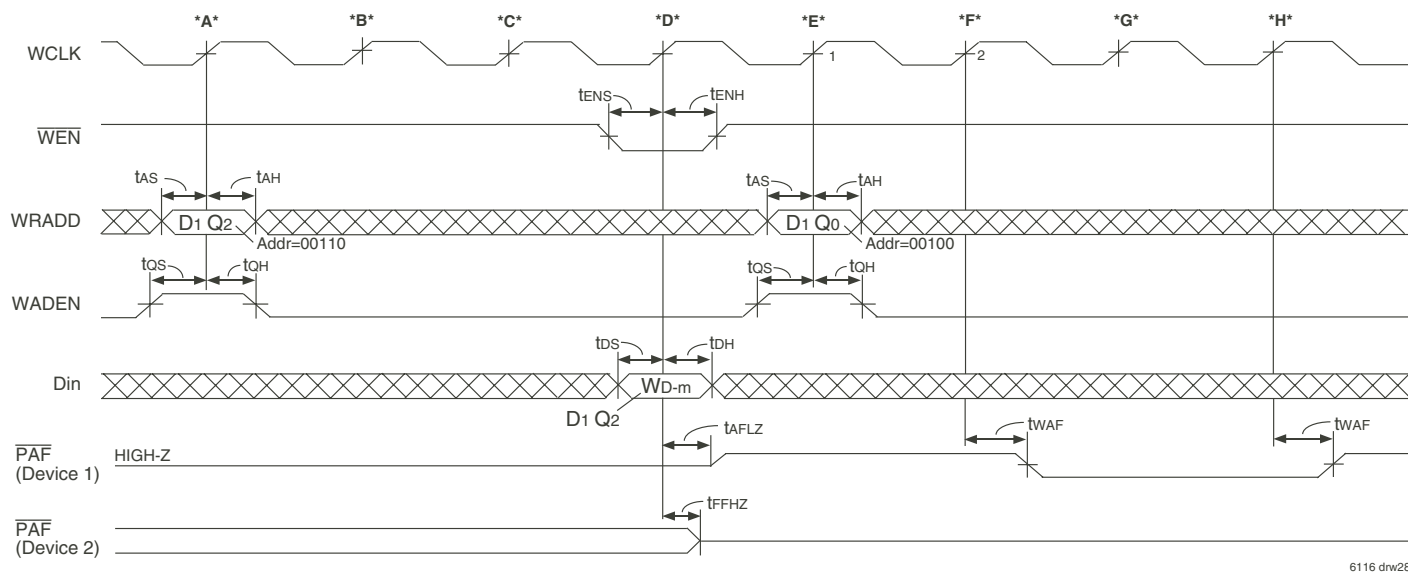 *A* *B* *C* *D* *E* *F* *G* *H*
WCLK 1 2
tENS tENH
WEN
tAS tAH tAS tAH
WRADD D1 Q2 D1 Q0
Addr=00110 Addr=00100
tQS tQH tQS tQH
WADEN
tDS tDH
Din WD-m
D1 Q2
tAFLZ tWAF tWAF
PAF HIGH-Z
(Device 1)
tFFHZ
PAF
(Device 2)
6116 drw28